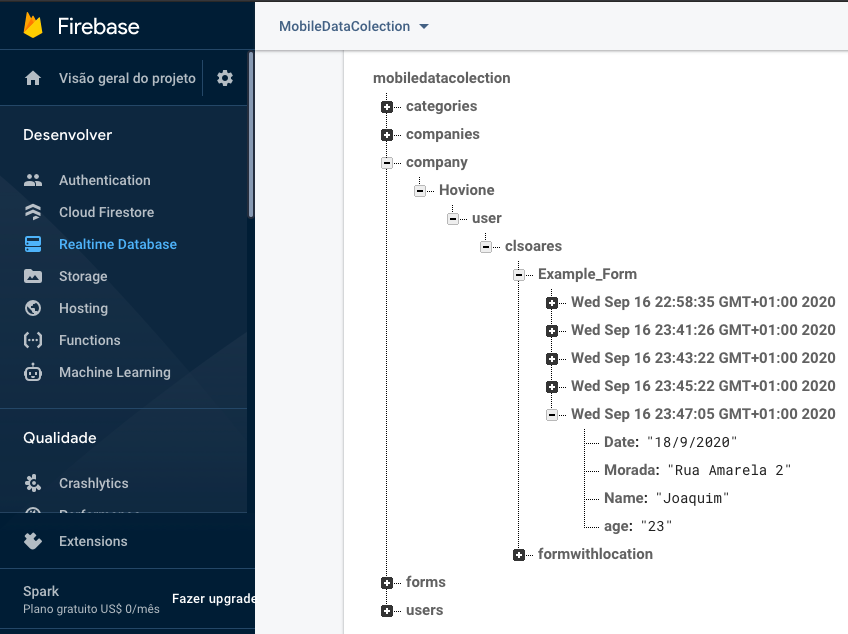 Firebase
Visão geral do projeto
Desenvolver
Authentication
Cloud Firestore
Realtime Database
Storage
Hosting
Functions
Machine Learning
Qualidade
Crashlytics
Performance
Extensions
Spark
Plano gratuito US$ 0/mês
Fazer upgrade
MobileDataColection
mobiledatacolection
categories
companies
company
Hovione
user
clsoares
Example_Form
Wed Sep 16 22:58:35 GMT+01:00 2020
Wed Sep 16 23:41:26 GMT+01:00 2020
Wed Sep 16 23:43:22 GMT+01:00 2020
Wed Sep 16 23:45:22 GMT+01:00 2020
Wed Sep 16 23:47:05 GMT+01:00 2020
Date: "18/9/2020"
Morada: "Rua Amarela 2"
Name: "Joaquim"
age: "23"
formwithlocation
forms
users